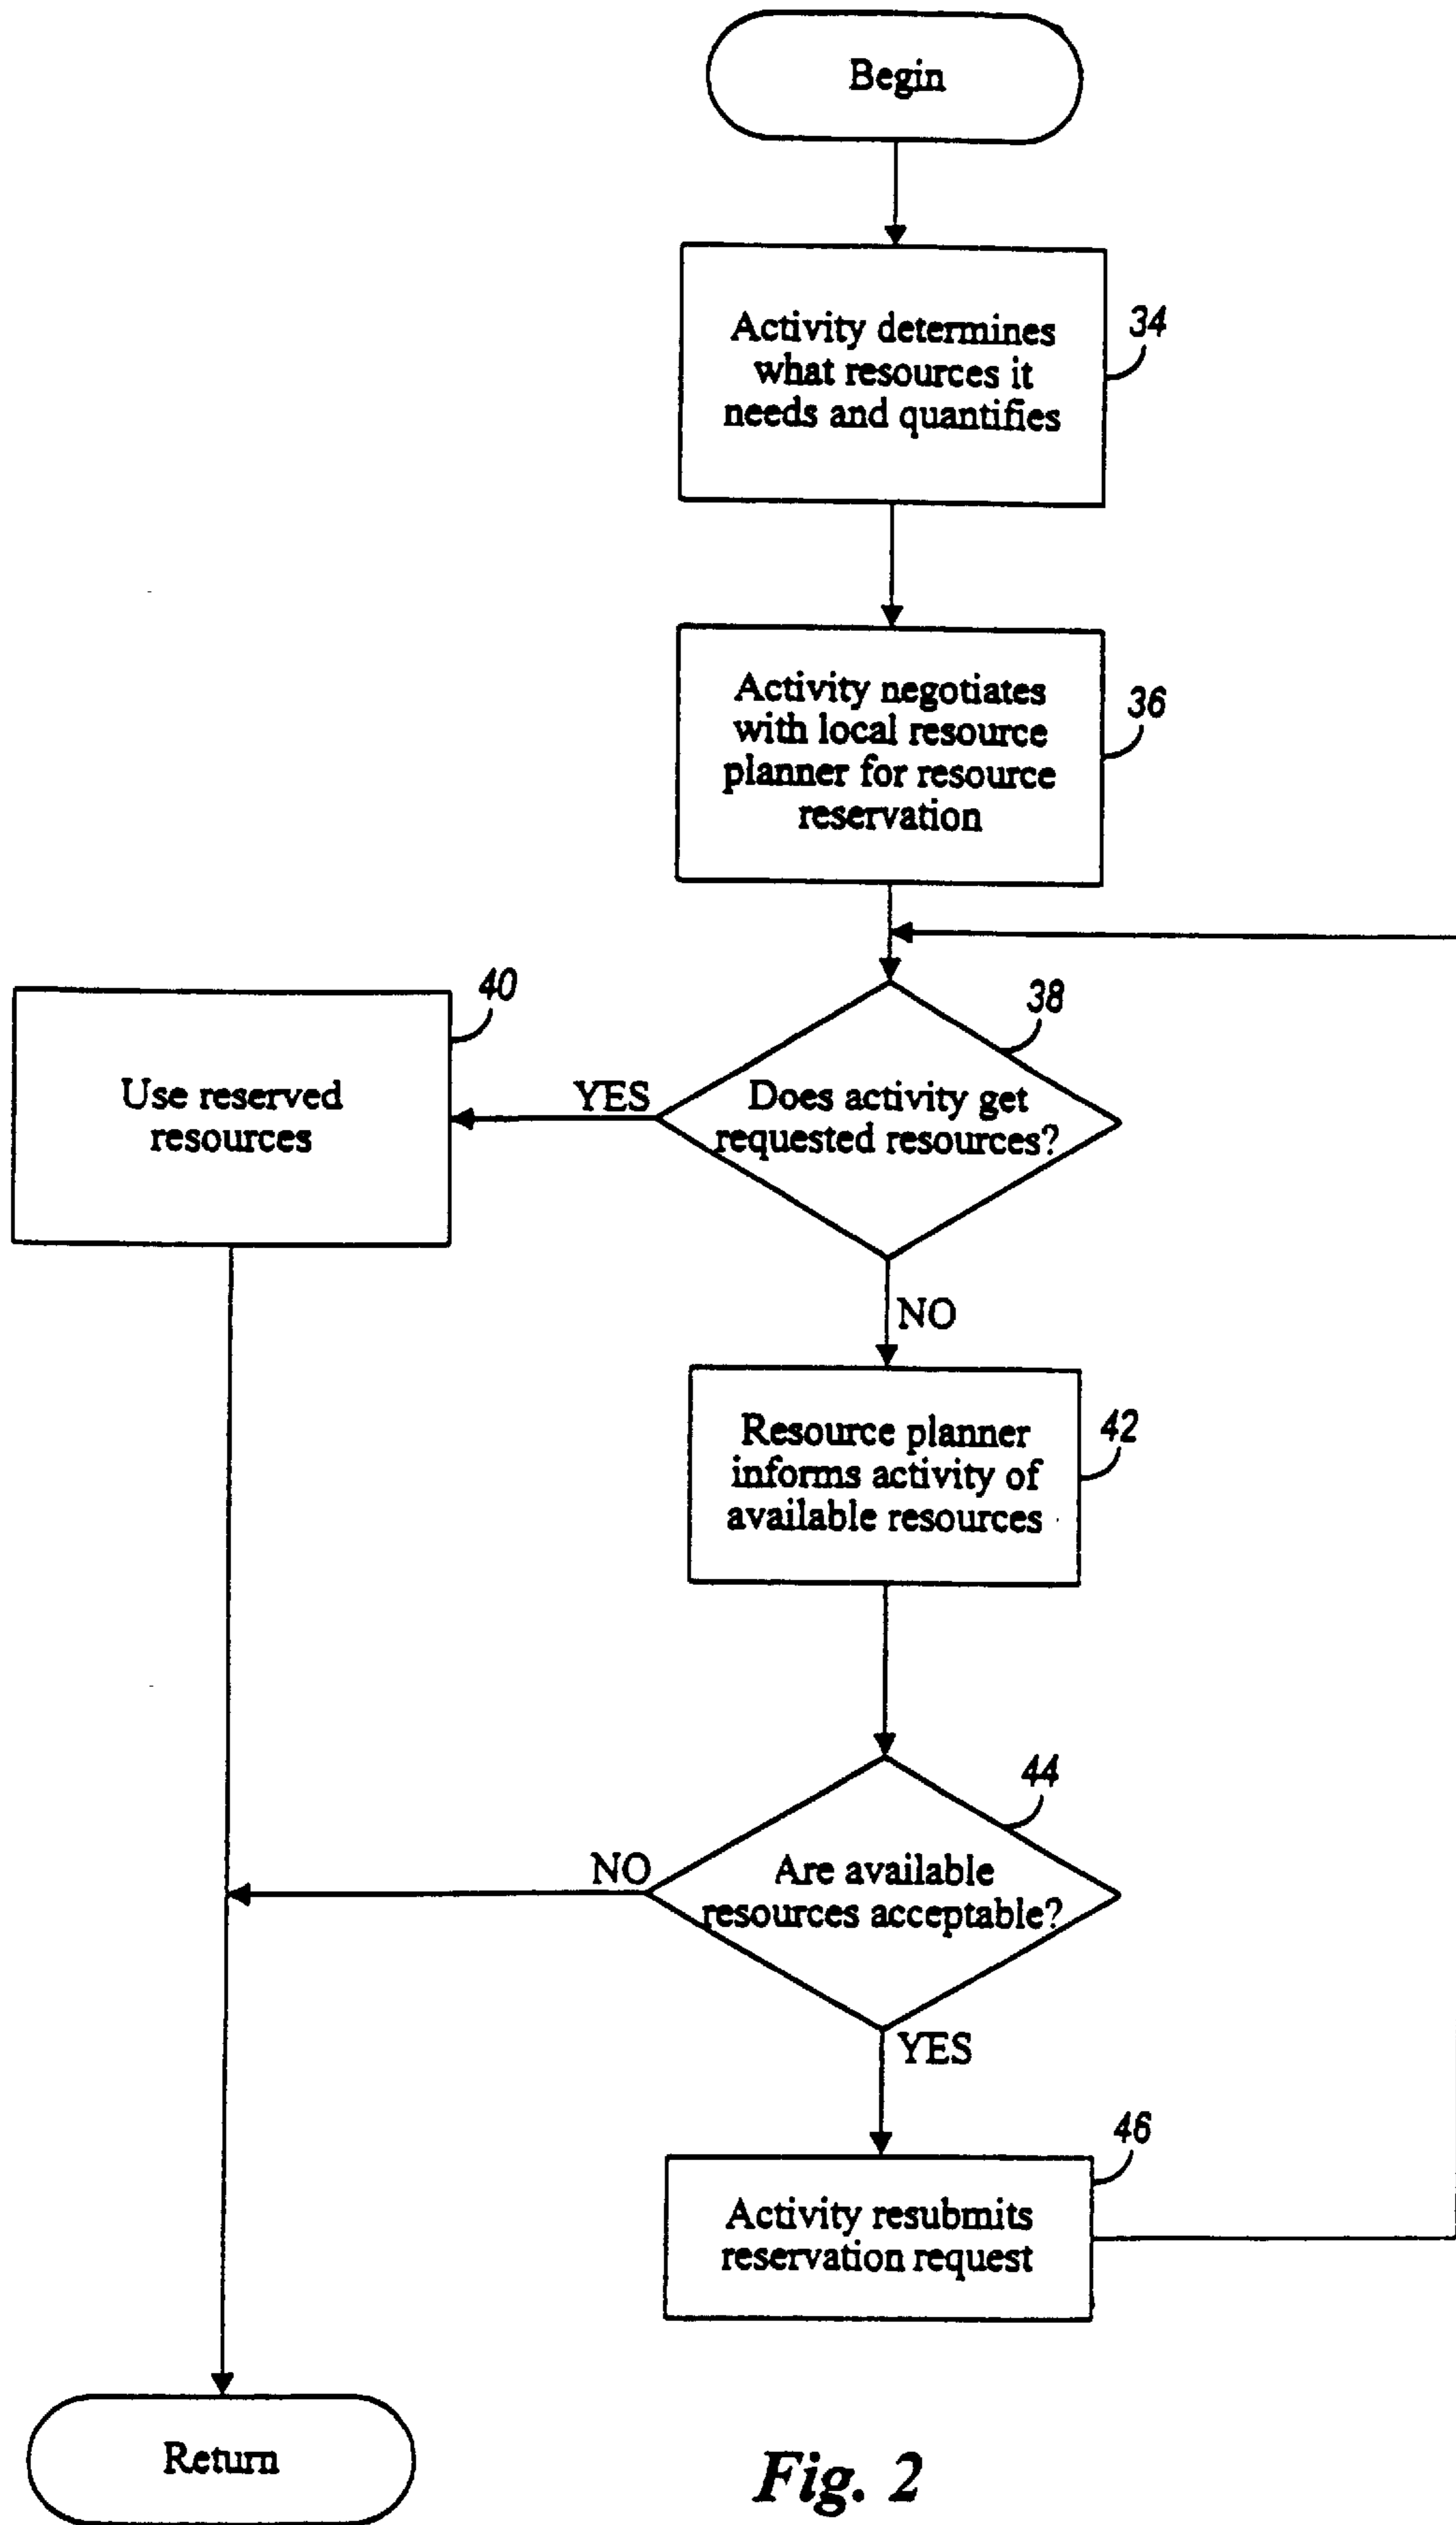 Begin
Activity determines
what resources it
needs and quantifies
34
Activity negotiates
with local resource
planner for resource
reservation
36
38
Does activity get
requested resources?
YES
40
Use reserved
resources
NO
Resource planner
informs activity of
available resources
42
44
Are available
resources acceptable?
NO
YES
46
Activity resubmits
reservation request
Return
Fig. 2